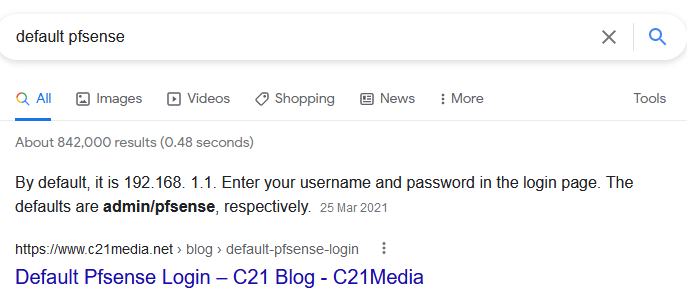 default pfsense
All Images Videos Shopping News More Tools
About 842,000 results (0.48 seconds)
By default, it is 192.168. 1.1. Enter your username and password in the login page. The
defaults are admin/pfsense, respectively. 25 Mar 2021
https://www.c21media.net › blog › default-pfsense-login
Default Pfsense Login – C21 Blog - C21Media